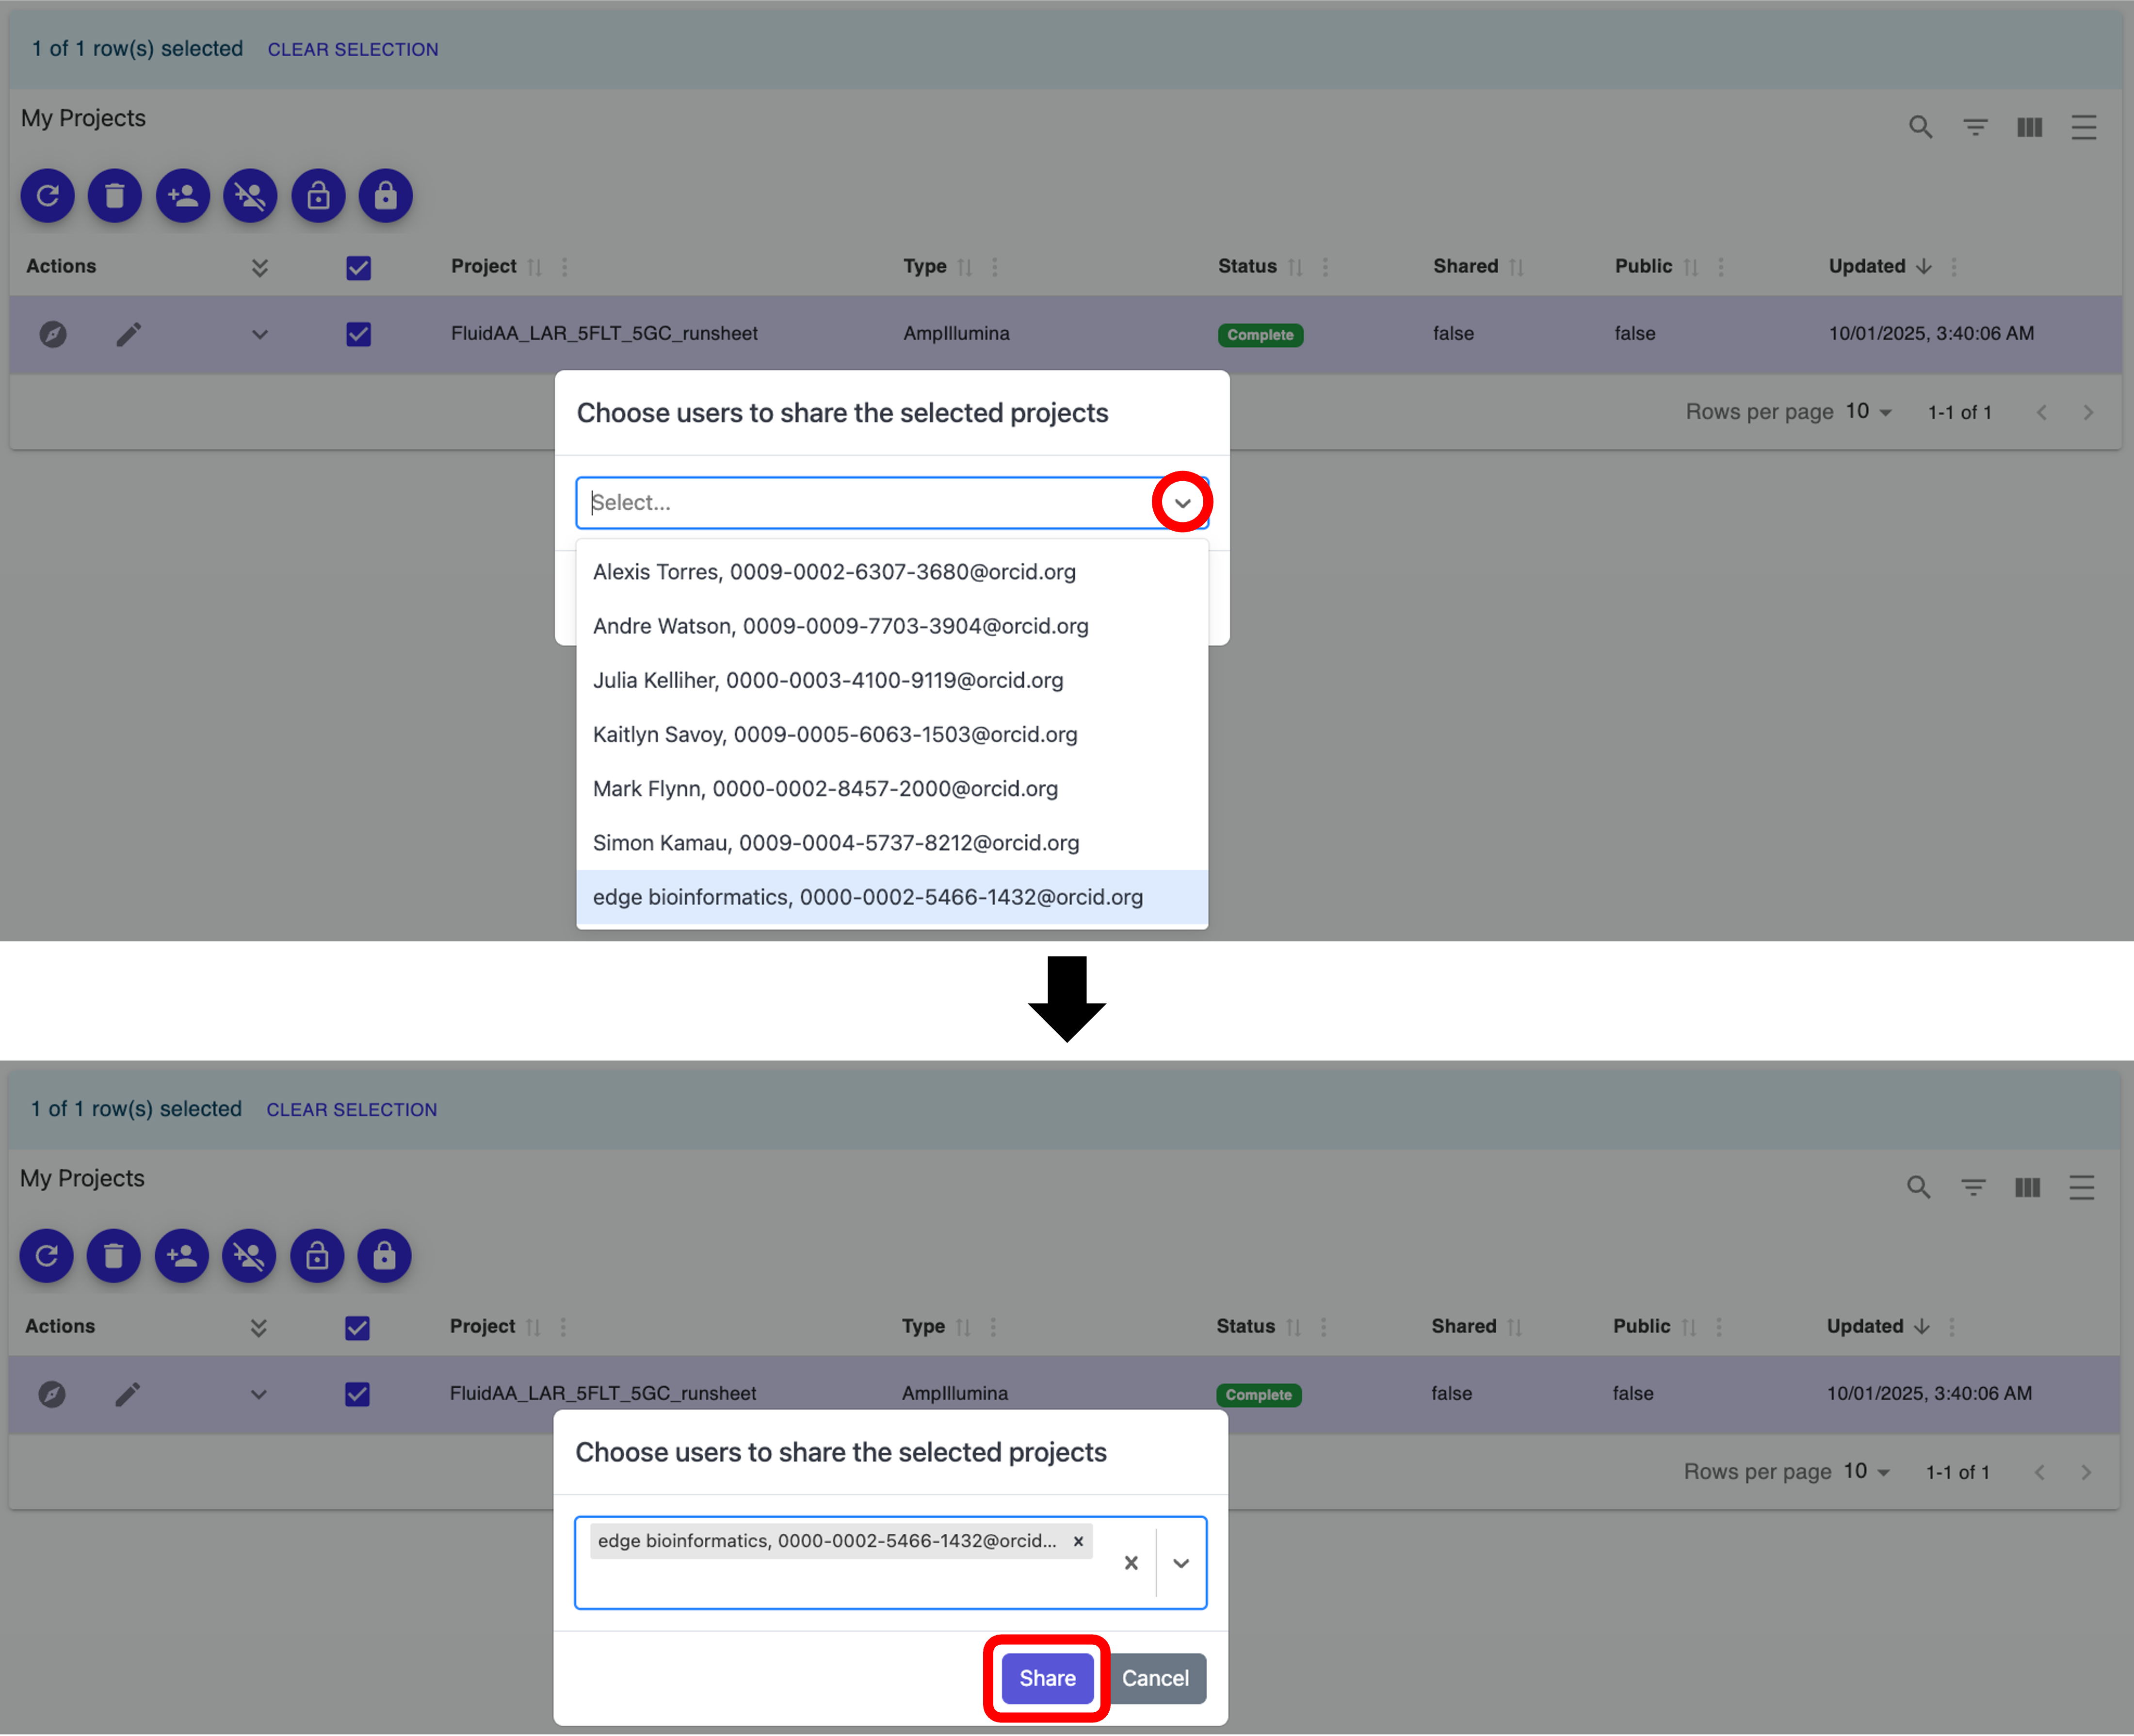 1 of 1 row(s) selected CLEAR SELECTION
My Projects
Actions Project Type Status Shared Public Updated
FluidAA_LAR_5FLT_5GC_runsheet AmpIllumina Complete false false 10/01/2025, 3:40:06 AM
Rows per page 10 1-1 of 1
Choose users to share the selected projects
Select...
Alexis Torres, 0009-0002-6307-3680@orcid.org
Andre Watson, 0009-0009-7703-3904@orcid.org
Julia Kelliher, 0000-0003-4100-9119@orcid.org
Kaitlyn Savoy, 0009-0005-6063-1503@orcid.org
Mark Flynn, 0000-0002-8457-2000@orcid.org
Simon Kamau, 0009-0004-5737-8212@orcid.org
edge bioinformatics, 0000-0002-5466-1432@orcid.org
1 of 1 row(s) selected CLEAR SELECTION
My Projects
Actions Project Type Status Shared Public Updated
FluidAA_LAR_5FLT_5GC_runsheet AmpIllumina Complete false false 10/01/2025, 3:40:06 AM
Rows per page 10 1-1 of 1
Choose users to share the selected projects
edge bioinformatics, 0000-0002-5466-1432@orcid...
Share Cancel